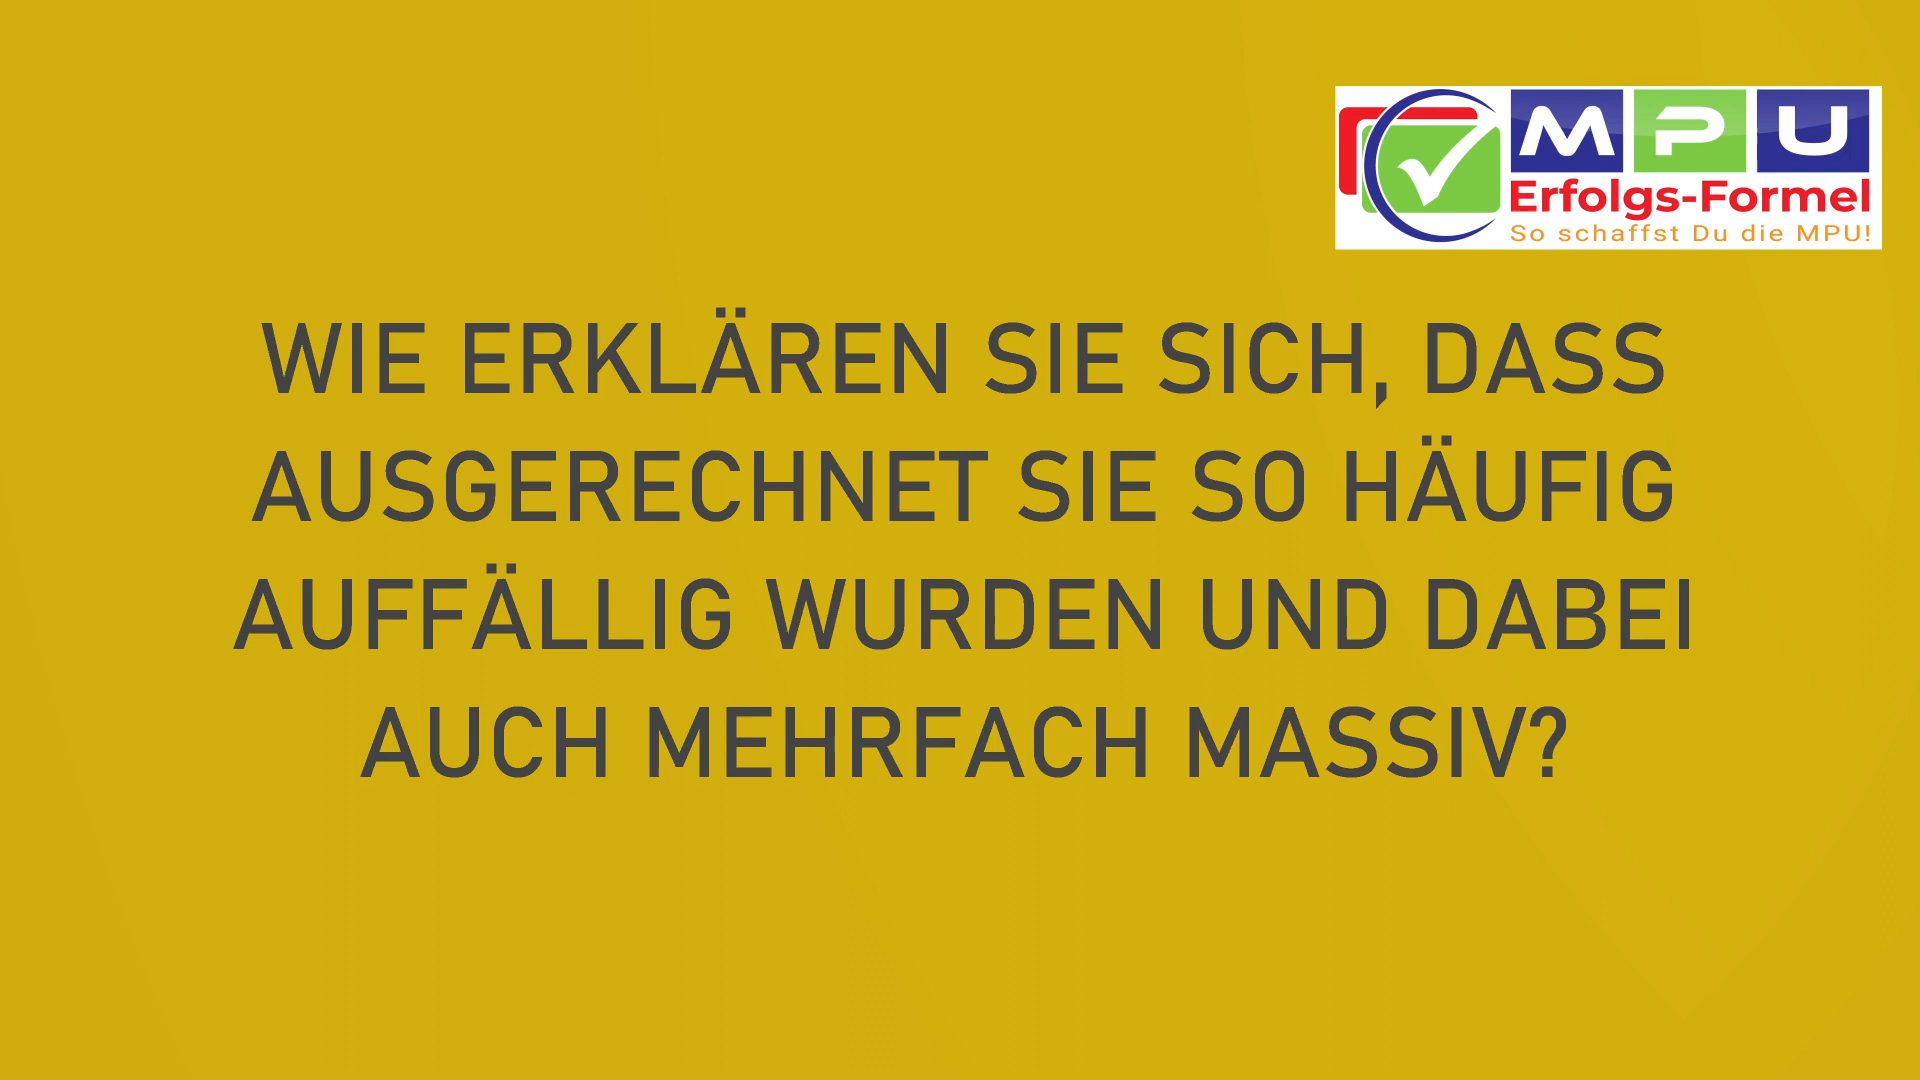 MPU
Erfolgs-Formel
So schaffst Du die MPU!
WIE ERKLÄREN SIE SICH, DASS
AUSGERECHNET SIE SO HÄUFIG
AUFFÄLLIG WURDEN UND DABEI
AUCH MEHRFACH MASSIV?